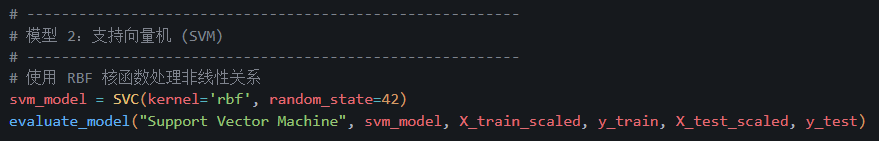 # ---------------------------------------------------------
# 模型 2：支持向量机 (SVM)
# ---------------------------------------------------------
# 使用 RBF 核函数处理非线性关系
svm_model = SVC(kernel='rbf', random_state=42)
evaluate_model("Support Vector Machine", svm_model, X_train_scaled, y_train, X_test_scaled, y_test)